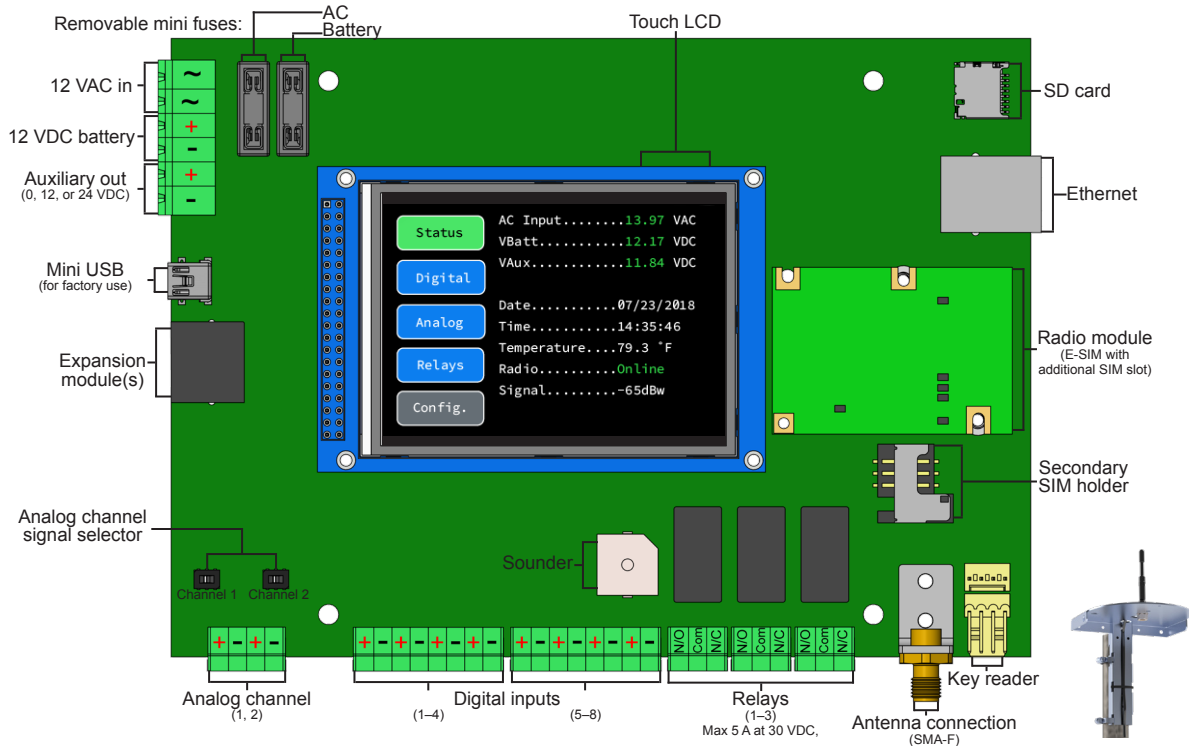 Removable mini fuses:
AC
Battery
Touch LCD
12 VAC in
~
~
12 VDC battery
+
-
Auxiliary out
(0, 12, or 24 VDC)
+
-
SD card
Ethernet
Status
Digital
Analog
Relays
Config.
AC Input........13.97 VAC
VBatt...........12.17 VDC
VAux............11.84 VDC
Date............07/23/2018
Time............14:35:46
Temperature....79.3 °F
Radio..........Online
Signal.........-65dBw
Mini USB
(for factory use)
Expansion
module(s)
Radio module
(E-SIM with
additional SIM slot)
Secondary
SIM holder
Analog channel
signal selector
Channel 1
Channel 2
Sounder
+ - + -
+ - + - + - + -
+ - + - + - + -
N/O Com N/C
N/O Com N/C
N/O Com N/C
Analog channel
(1, 2)
Digital inputs
(1–4)
(5–8)
Relays
(1–3)
Max 5 A at 30 VDC,
Key reader
Antenna connection
(SMA-F)